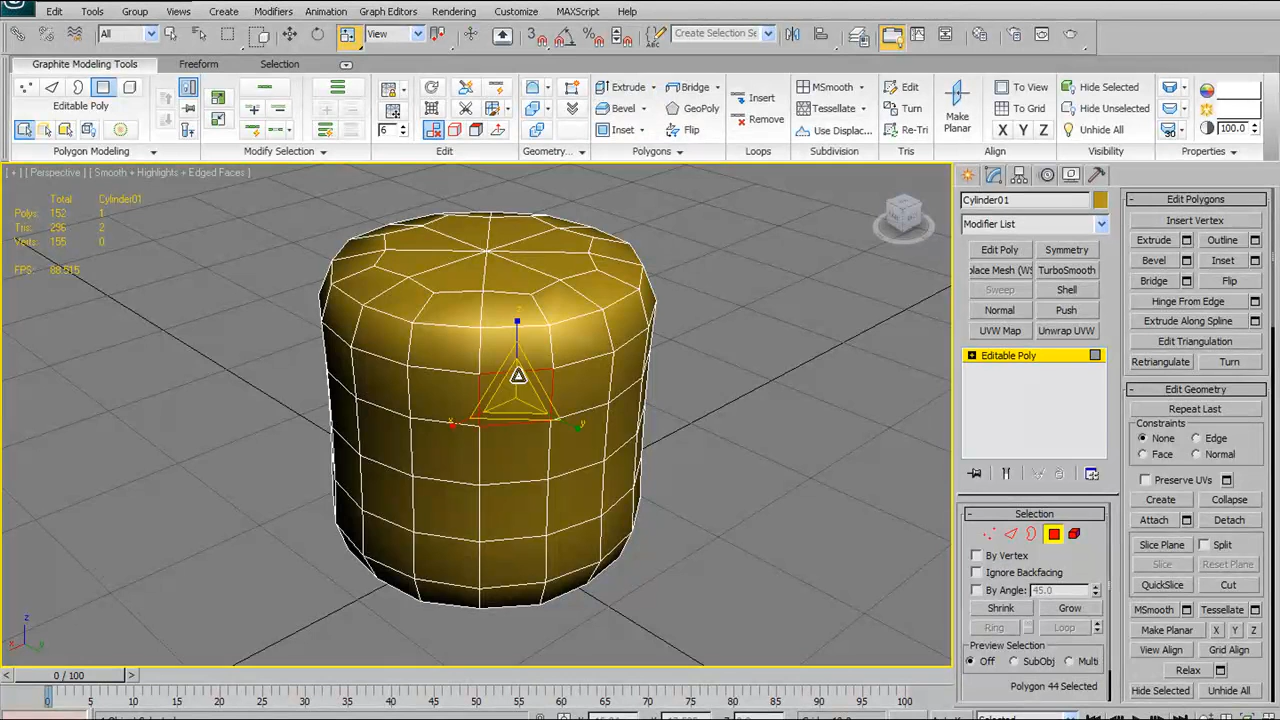 Edit Tools Group Views Create Modifiers Animation Graph Editors Rendering Customize MAXScript Help
All View 3 Create Selection Se
Graphite Modeling Tools Freeform Selection
Editable Poly
Extrude Bridge
Bevel GeoPoly
Inset Flip
Insert
Remove
MSmooth
Tessellate
Use Displac...
Edit
Turn
Re-Tri
Make Planar
To View
To Grid
X Y Z
Hide Selected
Hide Unselected
Unhide All
100.0
6
90
Polygon Modeling Modify Selection Edit Geometry... Polygons Loops Subdivision Tris Align Visibility Properties
[ + ] [ Perspective ] [ Smooth + Highlights + Edged Faces ]
Total Cylinder01
Polys: 152 1
Tris: 296 2
Verts: 155 0
FPS: 88.515
x y z
z
x y
Cylinder01
Modifier List
Edit Poly Symmetry
place Mesh (WS TurboSmooth
Sweep Shell
Normal Push
UVW Map Unwrap UVW
Editable Poly
Selection
By Vertex
Ignore Backfacing
By Angle: 45.0
Shrink Grow
Ring Loop
Preview Selection
Off SubObj Multi
Polygon 44 Selected
Edit Polygons
Insert Vertex
Extrude Outline
Bevel Inset
Bridge Flip
Hinge From Edge
Extrude Along Spline
Edit Triangulation
Retriangulate Turn
Edit Geometry
Repeat Last
Constraints
None Edge
Face Normal
Preserve UVs
Create Collapse
Attach Detach
Slice Plane Split
Slice Reset Plane
QuickSlice Cut
MSmooth Tessellate
Make Planar X Y Z
View Align Grid Align
Relax
Hide Selected Unhide All
0 / 100
0 5 10 15 20 25 30 35 40 45 50 55 60 65 70 75 80 85 90 95 100